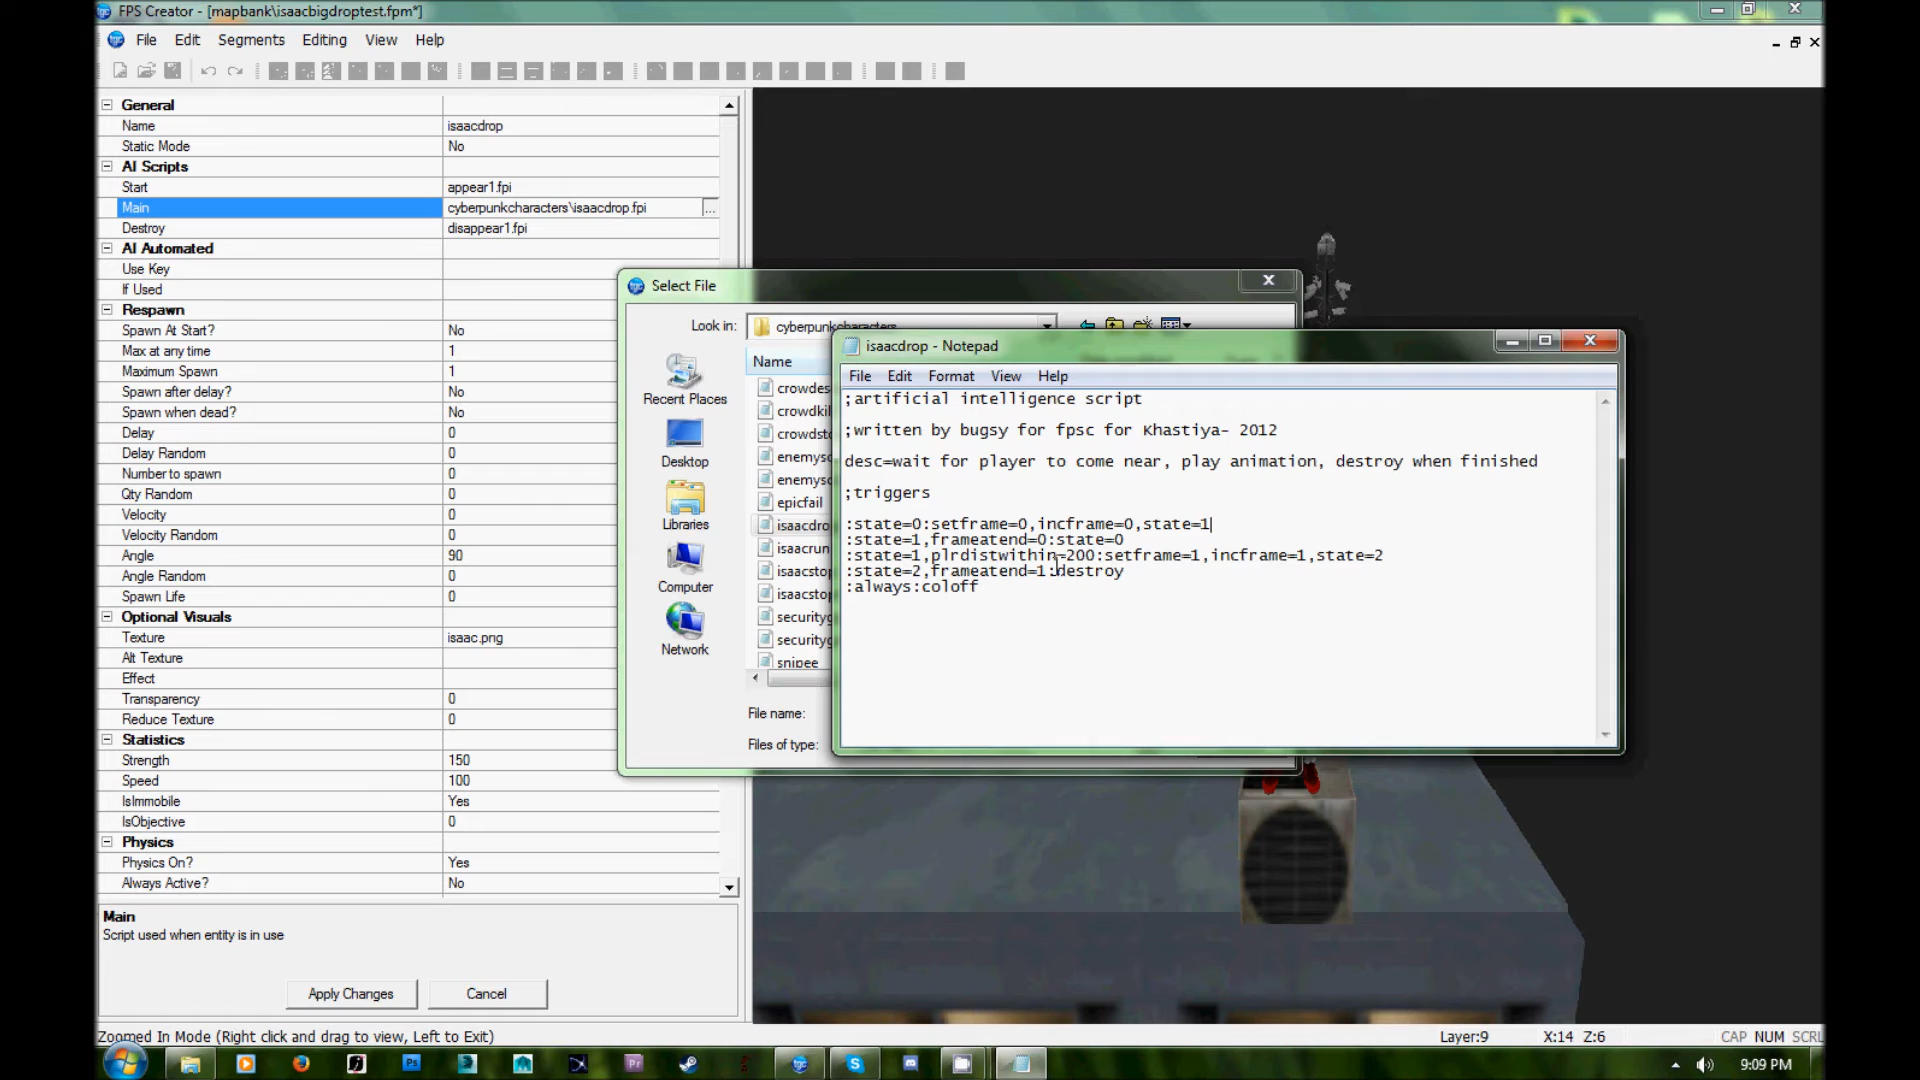 FPS Creator - [mapbank\isaacbigdroptest.fpm*]
File Edit Segments Editing View Help
General
Name isaacdrop
Static Mode No
AI Scripts
Start appear1.fpi
Main cyberpunkcharacters\isaacdrop.fpi ...
Destroy disappear1.fpi
AI Automated
Use Key
If Used
Respawn
Spawn At Start? No
Max at any time 1
Maximum Spawn 1
Spawn after delay? No
Spawn when dead? No
Delay 0
Delay Random 0
Number to spawn 0
Qty Random 0
Velocity 0
Velocity Random 0
Angle 90
Angle Random 0
Spawn Life 0
Optional Visuals
Texture isaac.png
Alt Texture
Effect
Transparency 0
Reduce Texture 0
Statistics
Strength 150
Speed 100
IsImmobile Yes
IsObjective 0
Physics
Physics On? Yes
Always Active? No
Main
Script used when entity is in use
Apply Changes Cancel
Select File
Look in: cyberpunkcharacters
Recent Places
Desktop
Libraries
Computer
Network
Name
crowdes
crowdkil
crowdsto
enemyso
enemyso
epicfail
isaacdro
isaacrun
isaacstop
isaacstop
securityg
securityg
snipee
File name:
Files of type:
isaacdrop - Notepad
File Edit Format View Help
;artificial intelligence script
;written by bugsy for fpsc for Khastiya- 2012
desc=wait for player to come near, play animation, destroy when finished
;triggers
:state=0:setframe=0,incframe=0,state=1
:state=1,frameatend=0:state=0
:state=1,plrdistwithin=200:setframe=1,incframe=1,state=2
:state=2,frameatend=1:destroy
:always:coloff
Zoomed In Mode (Right click and drag to view, Left to Exit) Layer:9 X:14 Z:6 CAP NUM SCRL
9:09 PM